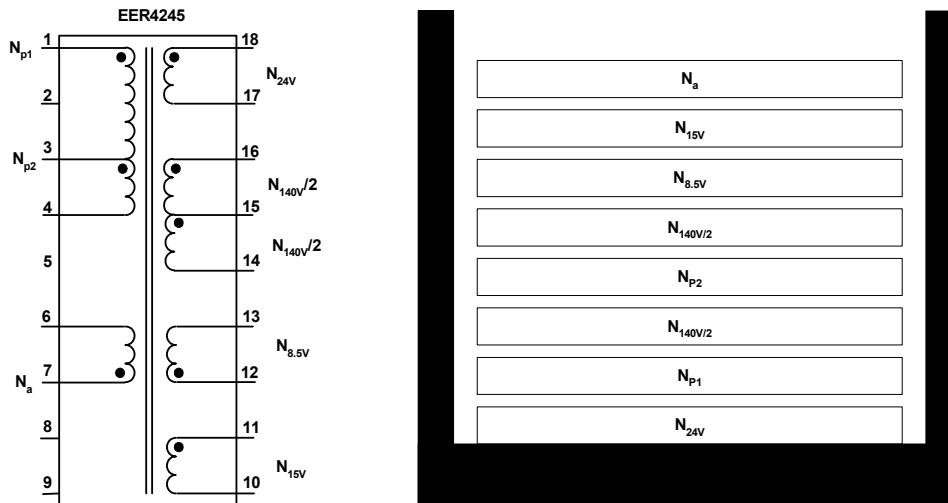 EER4245
N_p1
1
18
N_24V
2
17
N_p2
3
16
N_140V/2
4
15
N_140V/2
5
14
6
13
N_8.5V
N_a
7
12
8
11
N_15V
9
10
N_a
N_15V
N_8.5V
N_140V/2
N_P2
N_140V/2
N_P1
N_24V